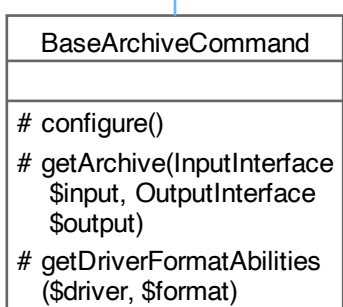 BaseArchiveCommand
# configure()
# getArchive(InputInterface
$input, OutputInterface
$output)
# getDriverFormatAbilities
($driver, $format)